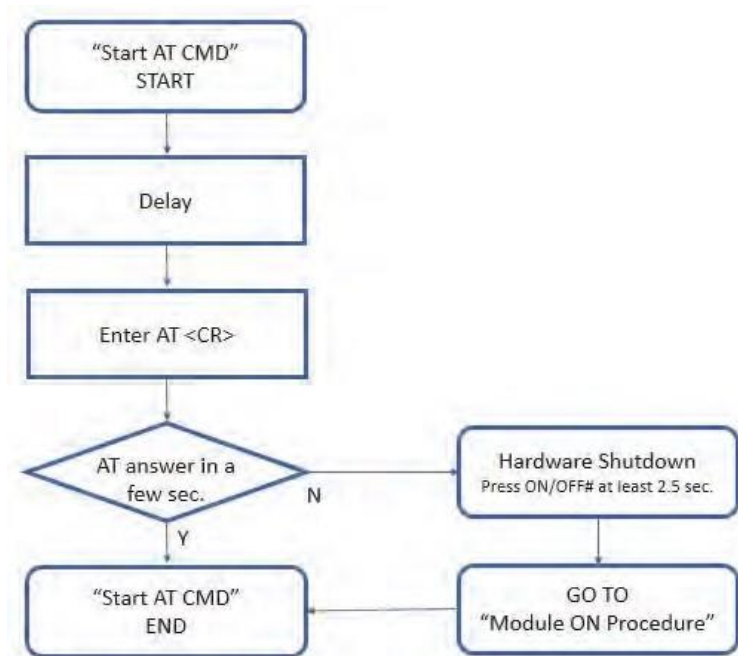 “Start AT CMD”
START
Delay
Enter AT <CR>
AT answer in a
few sec.
N
Y
Hardware Shutdown
Press ON/OFF# at least 2.5 sec.
GO TO
“Module ON Procedure”
“Start AT CMD”
END